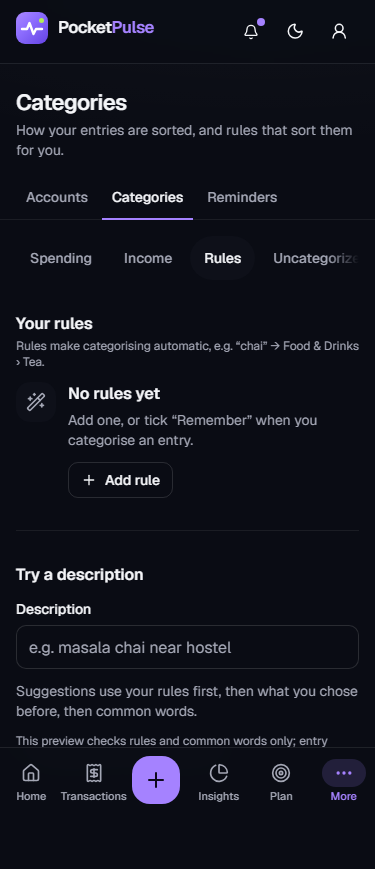 PocketPulse
Categories
How your entries are sorted, and rules that sort them
for you.
Accounts
Categories
Reminders
Spending
Income
Rules
Uncategorize
Your rules
Rules make categorising automatic, e.g. “chai” → Food & Drinks
› Tea.
No rules yet
Add one, or tick “Remember” when you
categorise an entry.
+ Add rule
Try a description
Description
e.g. masala chai near hostel
Suggestions use your rules first, then what you chose
before, then common words.
This preview checks rules and common words only; entry
Home
Transactions
Insights
Plan
More